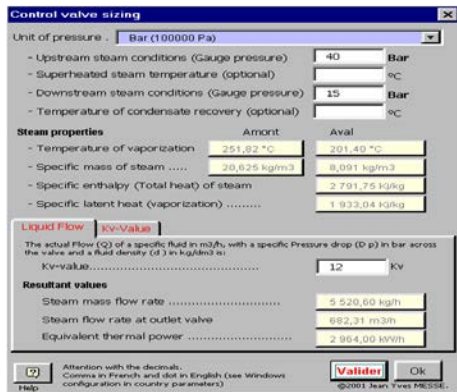 Control valve sizing
Unit of pressure . Bar (100000 Pa)
- Upstream steam conditions (Gauge pressure) 40 Bar
- Superheated steam temperature (optional) °C
- Downstream steam conditions (Gauge pressure) 15 Bar
- Temperature of condensate recovery (optional) °C
Steam properties Amont Aval
- Temperature of vaporization 251,82 °C 201,40 °C
- Specific mass of steam ..... 20,625 kg/m3 8,091 kg/m3
- Specific enthalpy (Total heat) of steam 2 791,75 Kj/kg
- Specific latent heat (vaporization) ......... 1 933,04 Kj/kg
Liquid Flow Kv-Value
The actual Flow (Q) of a specific fluid in m3/h, with a specific Pressure drop (D p) in bar across
the valve and a fluid density (d ) in kg/dm3 is:
Kv-value.................................................. 12 Kv
Resultant values
Steam mass flow rate .................................. 5 520,60 kg/h
Steam flow rate at outlet valve 682,31 m3/h
Equivalent thermal power ........................... 2 964,00 kW/h
Help
Attention with the decimals.
Comma in French and dot in English (see Windows
configuration in country parameters)
Valider Ok
©2001 Jean Yves MESSE.